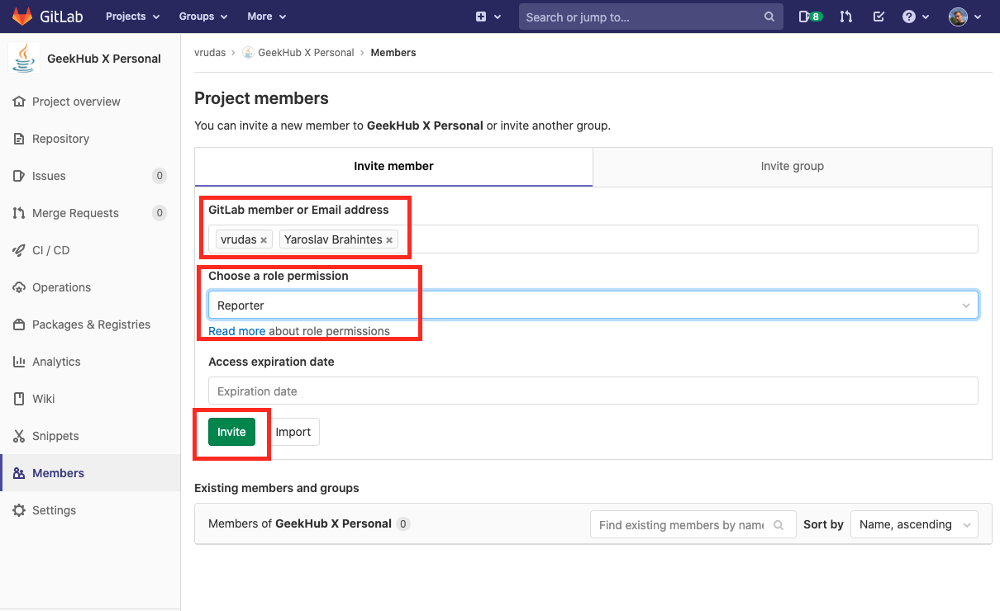 GitLab Projects Groups More Search or jump to... 8
GeekHub X Personal
Project overview
Repository
Issues 0
Merge Requests 0
CI / CD
Operations
Packages & Registries
Analytics
Wiki
Snippets
Members
Settings
vrudas › GeekHub X Personal › Members
Project members
You can invite a new member to GeekHub X Personal or invite another group.
Invite member Invite group
GitLab member or Email address
vrudas × Yaroslav Brahintes ×
Choose a role permission
Reporter
Read more about role permissions
Access expiration date
Expiration date
Invite Import
Existing members and groups
Members of GeekHub X Personal 0 Find existing members by name Sort by Name, ascending